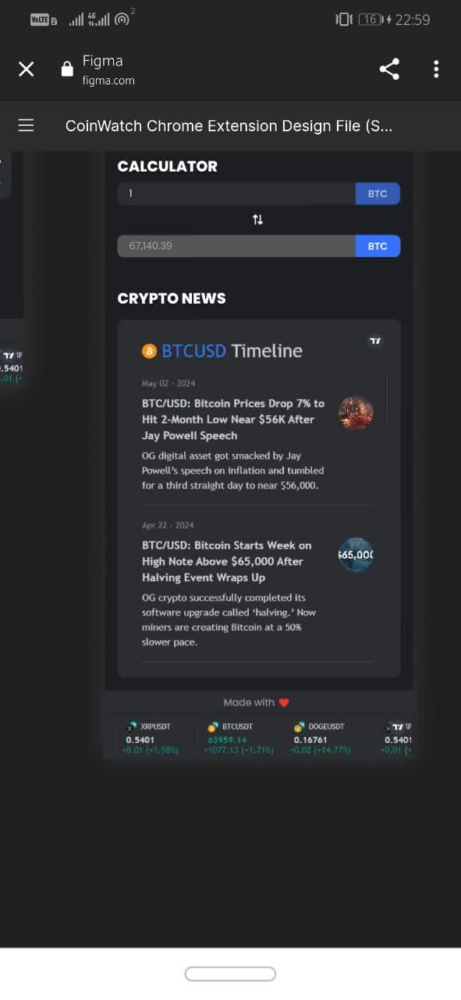 VoLTE 2
4G
2
16
22:59
Figma
figma.com
CoinWatch Chrome Extension Design File (S...
CALCULATOR
1
BTC
67,140.39
BTC
CRYPTO NEWS
BTCUSD Timeline
May 02 · 2024
BTC/USD: Bitcoin Prices Drop 7% to
Hit 2-Month Low Near $56K After
Jay Powell Speech
OG digital asset got smacked by Jay
Powell's speech on inflation and tumbled
for a third straight day to near $56,000.
Apr 22 · 2024
BTC/USD: Bitcoin Starts Week on
High Note Above $65,000 After
Halving Event Wraps Up
$65,000
OG crypto successfully completed its
software upgrade called ‘halving.’ Now
miners are creating Bitcoin at a 50%
slower pace.
Made with
XRPUSDT
0.5401
+0.01 (+1.58%)
BTCUSDT
63959.14
+1077.13 (+1.71%)
DOGEUSDT
0.16761
+0.02 (+14.77%)
0.5401
+0.01 (+
.5401
.01 (+